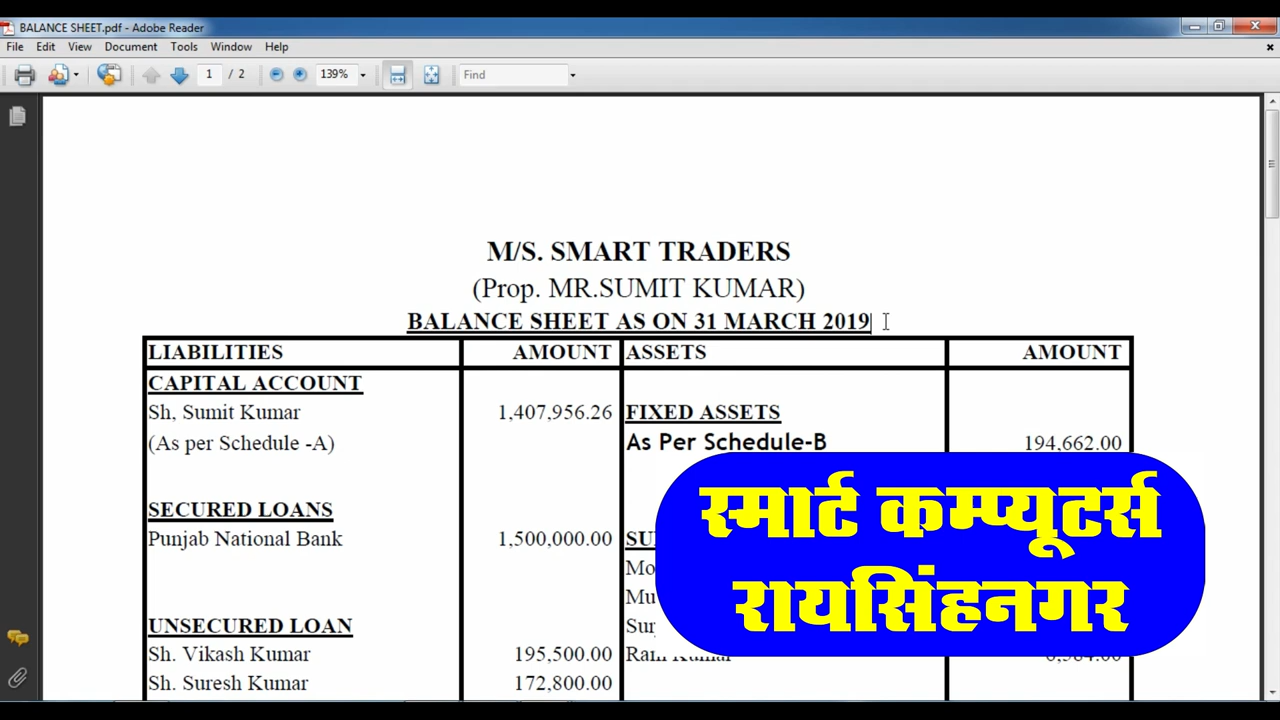 BALANCE SHEET.pdf - Adobe Reader
File Edit View Document Tools Window Help
1 / 2 139% Find
M/S. SMART TRADERS
(Prop. MR.SUMIT KUMAR)
BALANCE SHEET AS ON 31 MARCH 2019
LIABILITIES AMOUNT ASSETS AMOUNT
CAPITAL ACCOUNT
Sh, Sumit Kumar 1,407,956.26 FIXED ASSETS
(As per Schedule -A) As Per Schedule-B 194,662.00
स्मार्ट कम्प्यूटर्स
रायसिंहनगर
SECURED LOANS
Punjab National Bank 1,500,000.00
UNSECURED LOAN
Sh. Vikash Kumar 195,500.00 Ram Kumar
Sh. Suresh Kumar 172,800.00